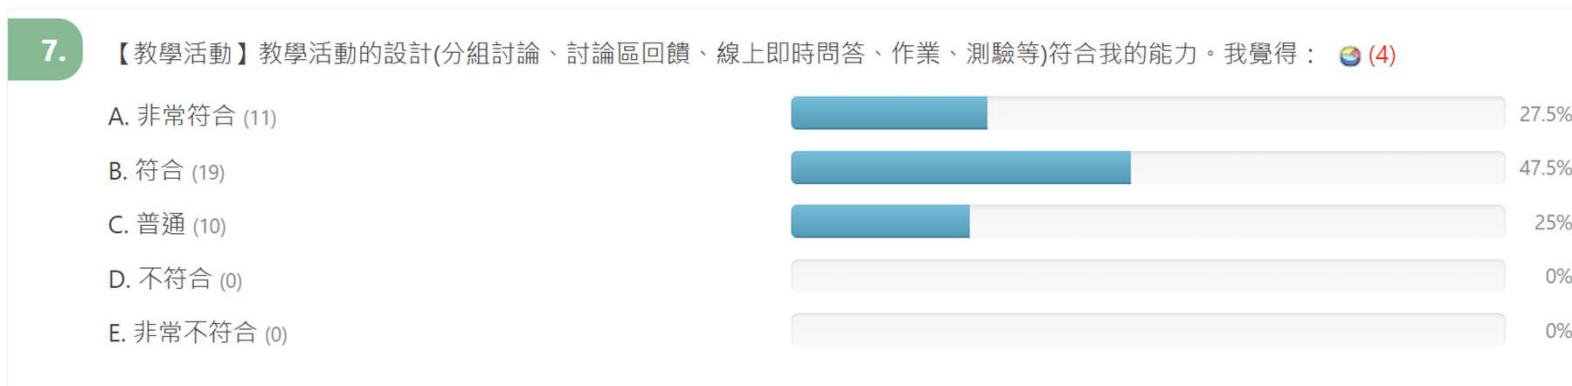 7. 【教學活動】教學活動的設計(分組討論、討論區回饋、線上即時問答、作業、測驗等)符合我的能力。我覺得： (4)
A. 非常符合 (11) 27.5%
B. 符合 (19) 47.5%
C. 普通 (10) 25%
D. 不符合 (0) 0%
E. 非常不符合 (0) 0%